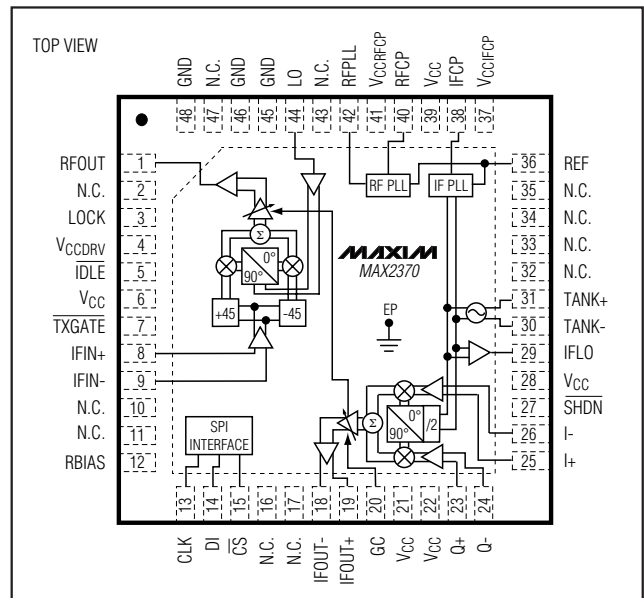 TOP VIEW
GND
N.C.
GND
GND
LO
N.C.
RFPLL
VCCRFCP
RFCP
VCC
IFCP
VCCIFCP
48
47
46
45
44
43
42
41
40
39
38
37
RFOUT 1
N.C. 2
LOCK 3
VCCDRV 4
IDLE 5
VCC 6
TXGATE 7
IFIN+ 8
IFIN- 9
N.C. 10
N.C. 11
RBIAS 12
RF PLL
IF PLL
Σ
0°
90°
+45
-45
MAXIM
MAX2370
EP
SPI
INTERFACE
Σ
0°
90°
/2
36 REF
35 N.C.
34 N.C.
33 N.C.
32 N.C.
31 TANK+
30 TANK-
29 IFLO
28 VCC
27 SHDN
26 I-
25 I+
13
14
15
16
17
18
19
20
21
22
23
24
CLK
DI
CS
N.C.
N.C.
IFOUT-
IFOUT+
GC
VCC
VCC
Q+
Q-